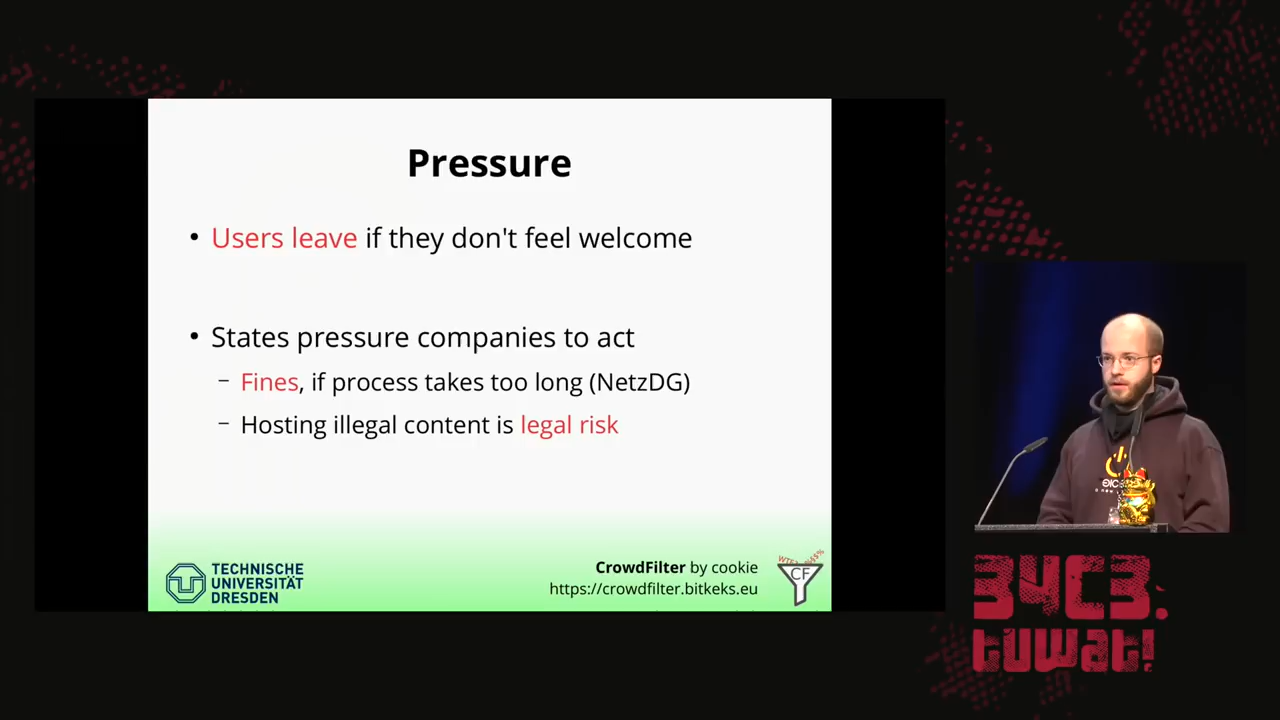 Pressure
• Users leave if they don't feel welcome
• States pressure companies to act
– Fines, if process takes too long (NetzDG)
– Hosting illegal content is legal risk
TECHNISCHE
UNIVERSITÄT
DRESDEN
CrowdFilter by cookie
https://crowdfilter.bitkeks.eu
CF
34C3.
tuwat!